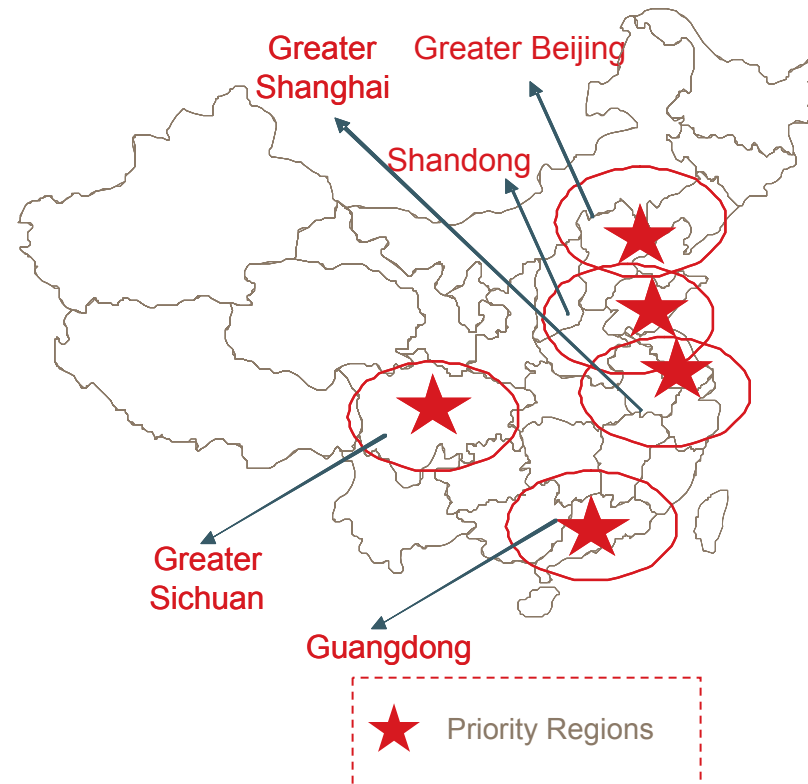 Greater
Shanghai
Greater Beijing
Shandong
Greater
Sichuan
Guangdong
Priority Regions